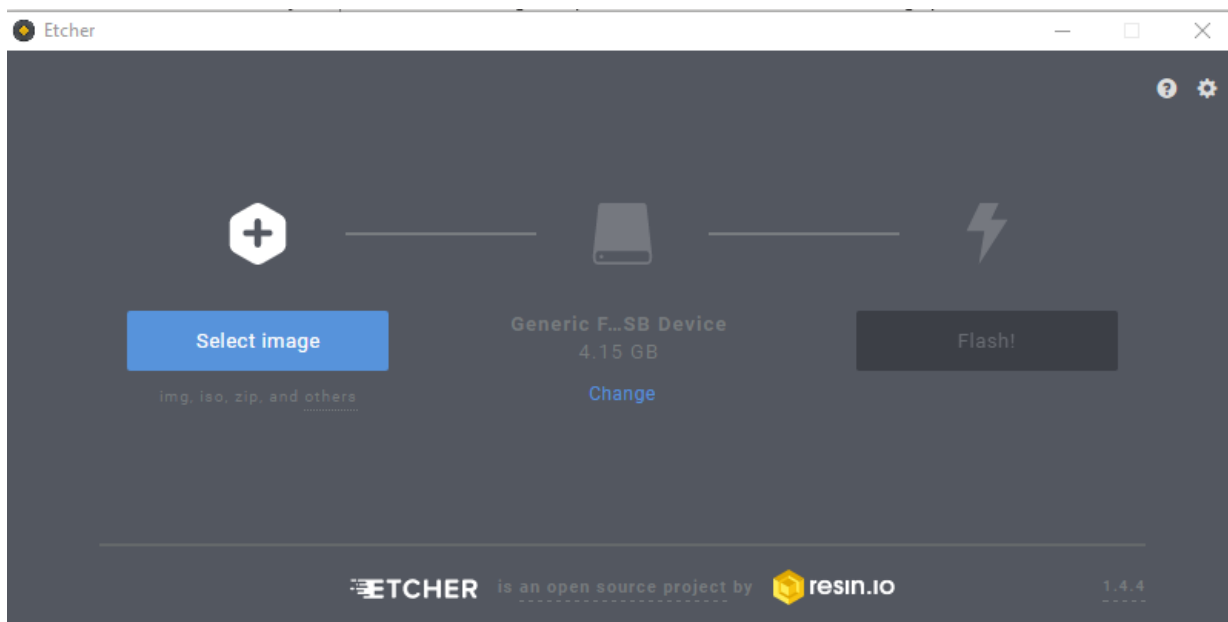 Etcher
Select image
img, iso, zip, and others
Generic F...SB Device
4.15 GB
Change
Flash!
ETCHER is an open source project by resin.io 1.4.4